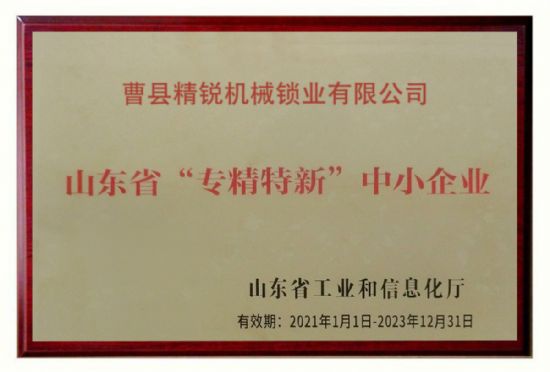 曹县精锐机械锁业有限公司
山东省“专精特新”中小企业
山东省工业和信息化厅
有效期：2021年1月1日-2023年12月31日